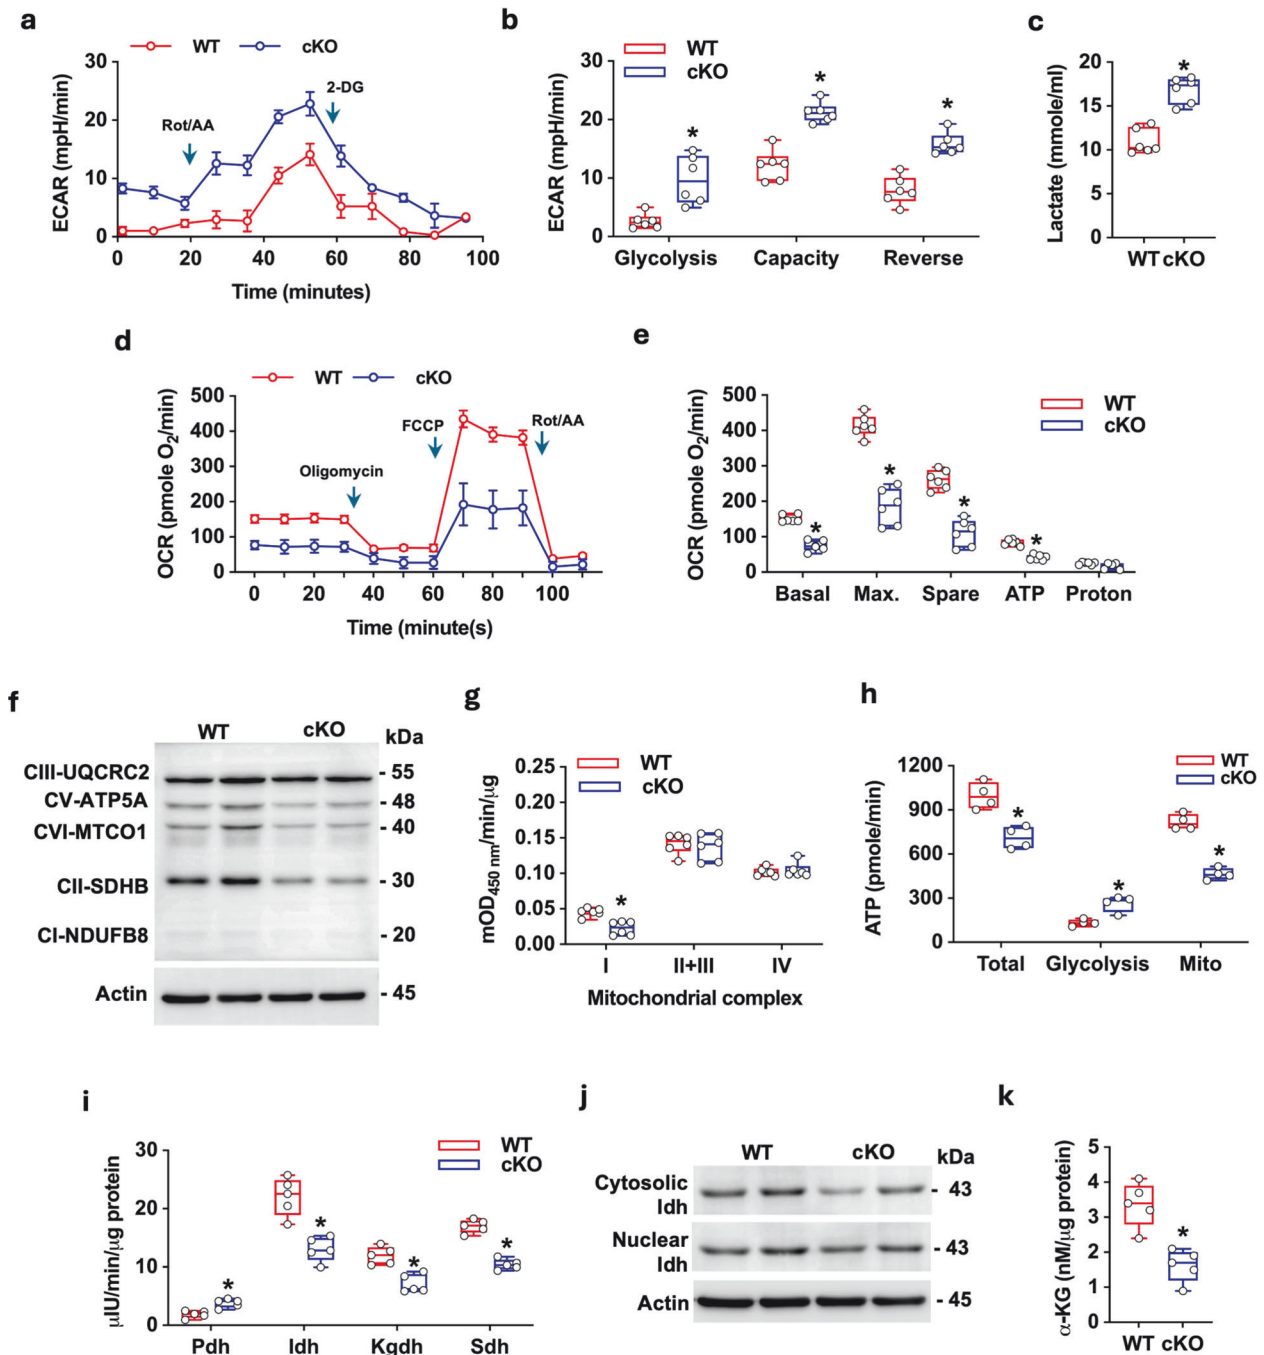 a
WT cKO
ECAR (mpH/min)
30
20
10
0
Rot/AA
2-DG
0 20 40 60 80 100
Time (minutes)
b
WT
cKO
ECAR (mpH/min)
30
20
10
0
* * *
Glycolysis Capacity Reverse
c
Lactate (mmole/ml)
20
15
10
5
0
*
WT cKO
d
WT cKO
OCR (pmole O2/min)
500
400
300
200
100
0
Oligomycin
FCCP
Rot/AA
0 20 40 60 80 100
Time (minute(s)
e
WT
cKO
OCR (pmole O2/min)
500
400
300
200
100
0
* * * *
Basal Max. Spare ATP Proton
f
WT cKO
kDa
CIII-UQCRC2 - 55
CV-ATP5A - 48
CVI-MTCO1 - 40
CII-SDHB - 30
CI-NDUFB8 - 20
Actin - 45
g
WT
cKO
mOD450 nm/min/μg
0.25
0.20
0.15
0.10
0.05
0.00
*
I II+III IV
Mitochondrial complex
h
WT
cKO
ATP (pmole/min)
1200
900
600
300
0
* * *
Total Glycolysis Mito
i
WT
cKO
μIU/min/μg protein
30
20
10
0
* * * *
Pdh Idh Kgdh Sdh
j
WT cKO
kDa
Cytosolic
Idh - 43
Nuclear
Idh - 43
Actin - 45
k
α-KG (nM/μg protein)
5
4
3
2
1
0
*
WT cKO